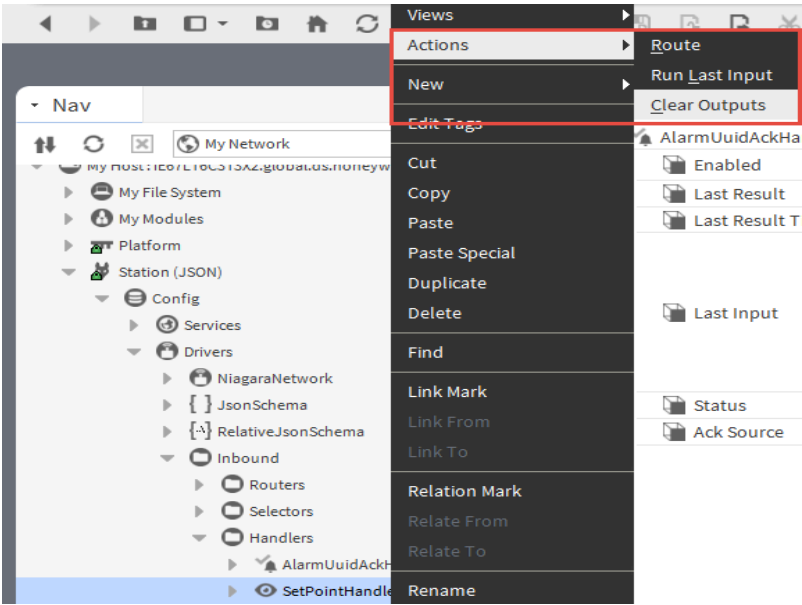 Views
Actions
New
Edit Tags
Cut
Copy
Paste
Paste Special
Duplicate
Delete
Find
Link Mark
Link From
Link To
Relation Mark
Relate From
Relate To
Rename
Route
Run Last Input
Clear Outputs
Nav
My Network
My File System
My Modules
Platform
Station (JSON)
Config
Services
Drivers
NiagaraNetwork
{ } JsonSchema
RelativeJsonSchema
Inbound
Routers
Selectors
Handlers
AlarmUuidAckH
SetPointHandle
AlarmUuidAckHa
Enabled
Last Result
Last Result T
Last Input
Status
Ack Source